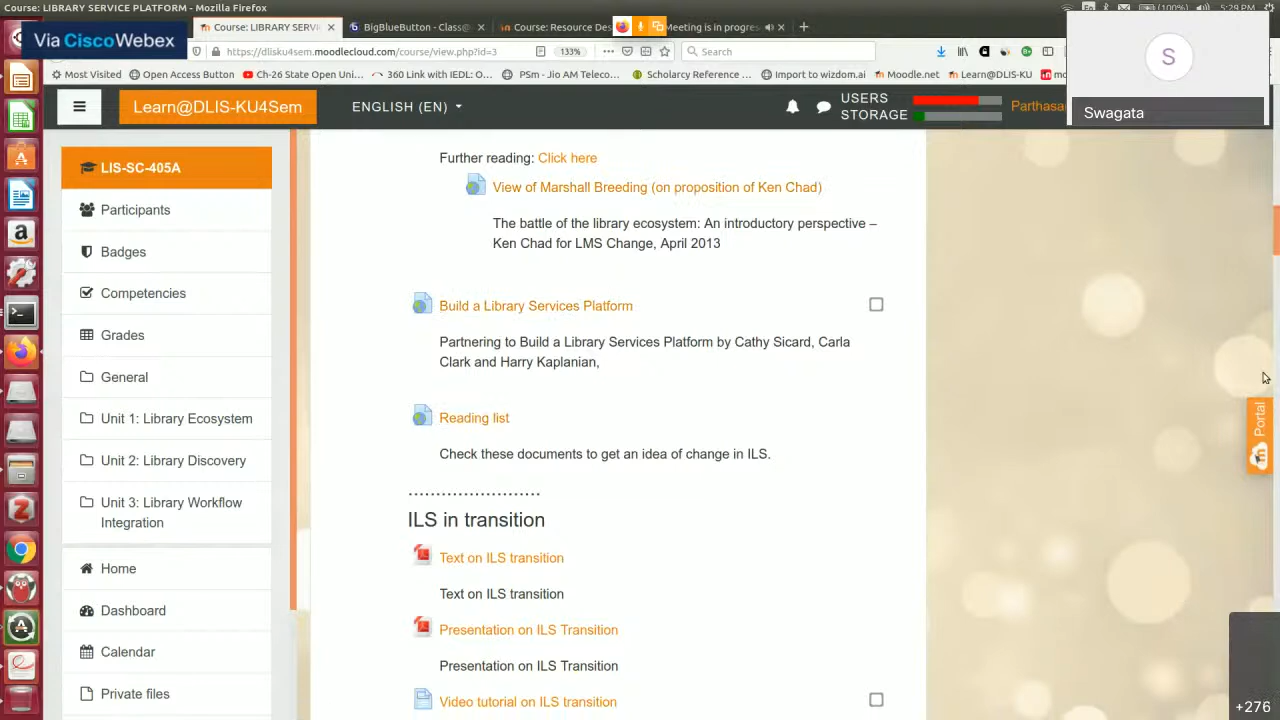 Course: LIBRARY SERVICE PLATFORM - Mozilla Firefox
5:29 PM
Via Cisco Webex
Course: LIBRARY SERVI
BigBlueButton - Class@
Course: Resource Des
Meeting is in progres
https://dlisku4sem.moodlecloud.com/course/view.php?id=3
133%
Search
Most Visited
Open Access Button
Ch-26 State Open Uni...
360 Link with IEDL: O...
PSm - Jio AM Teleco...
Scholarcy Reference ...
Import to wizdom.ai
Moodle.net
Learn@DLIS-KU
S
Swagata
Learn@DLIS-KU4Sem
ENGLISH (EN)
USERS
STORAGE
Parthasa
LIS-SC-405A
Participants
Badges
Competencies
Grades
General
Unit 1: Library Ecosystem
Unit 2: Library Discovery
Unit 3: Library Workflow
Integration
Home
Dashboard
Calendar
Private files
Further reading: Click here
View of Marshall Breeding (on proposition of Ken Chad)
The battle of the library ecosystem: An introductory perspective –
Ken Chad for LMS Change, April 2013
Build a Library Services Platform
Partnering to Build a Library Services Platform by Cathy Sicard, Carla
Clark and Harry Kaplanian,
Reading list
Check these documents to get an idea of change in ILS.
........................
ILS in transition
Text on ILS transition
Text on ILS transition
Presentation on ILS Transition
Presentation on ILS Transition
Video tutorial on ILS transition
Portal
+276